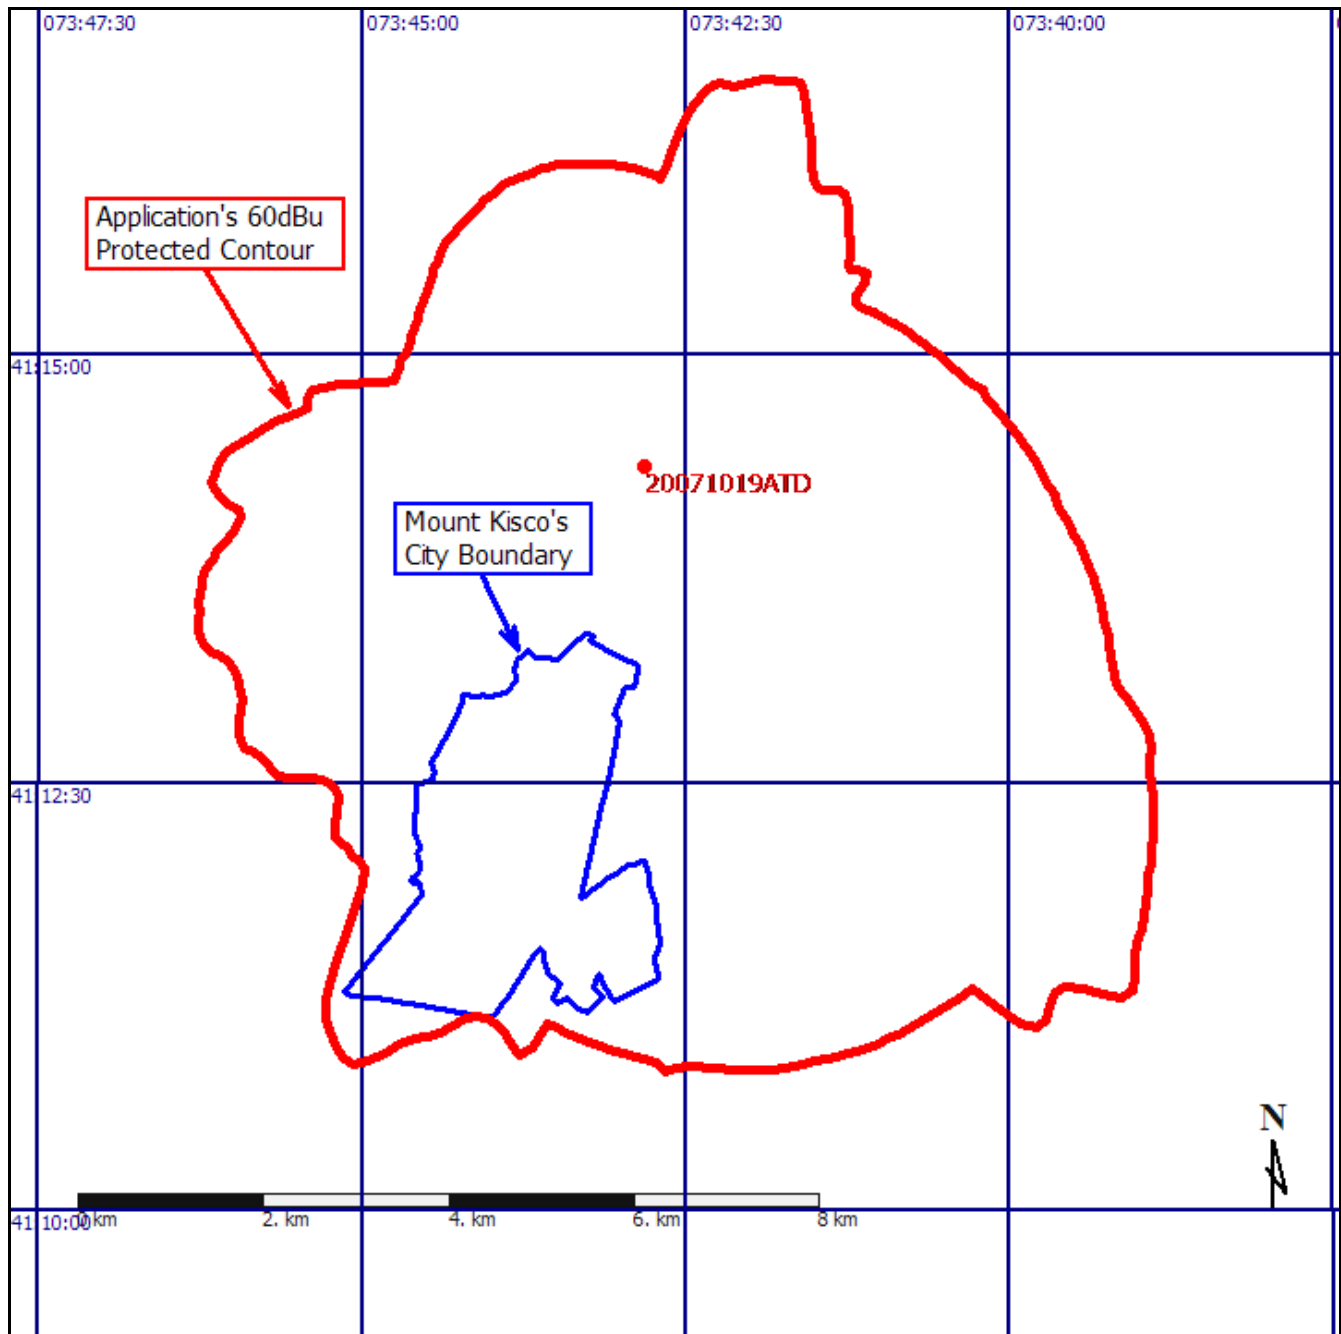 073:47:30
073:45:00
073:42:30
073:40:00
Application's 60dBu
Protected Contour
41:15:00
20071019ATD
Mount Kisco's
City Boundary
41:12:30
N
41:10:00
0 km
2. km
4. km
6. km
8 km